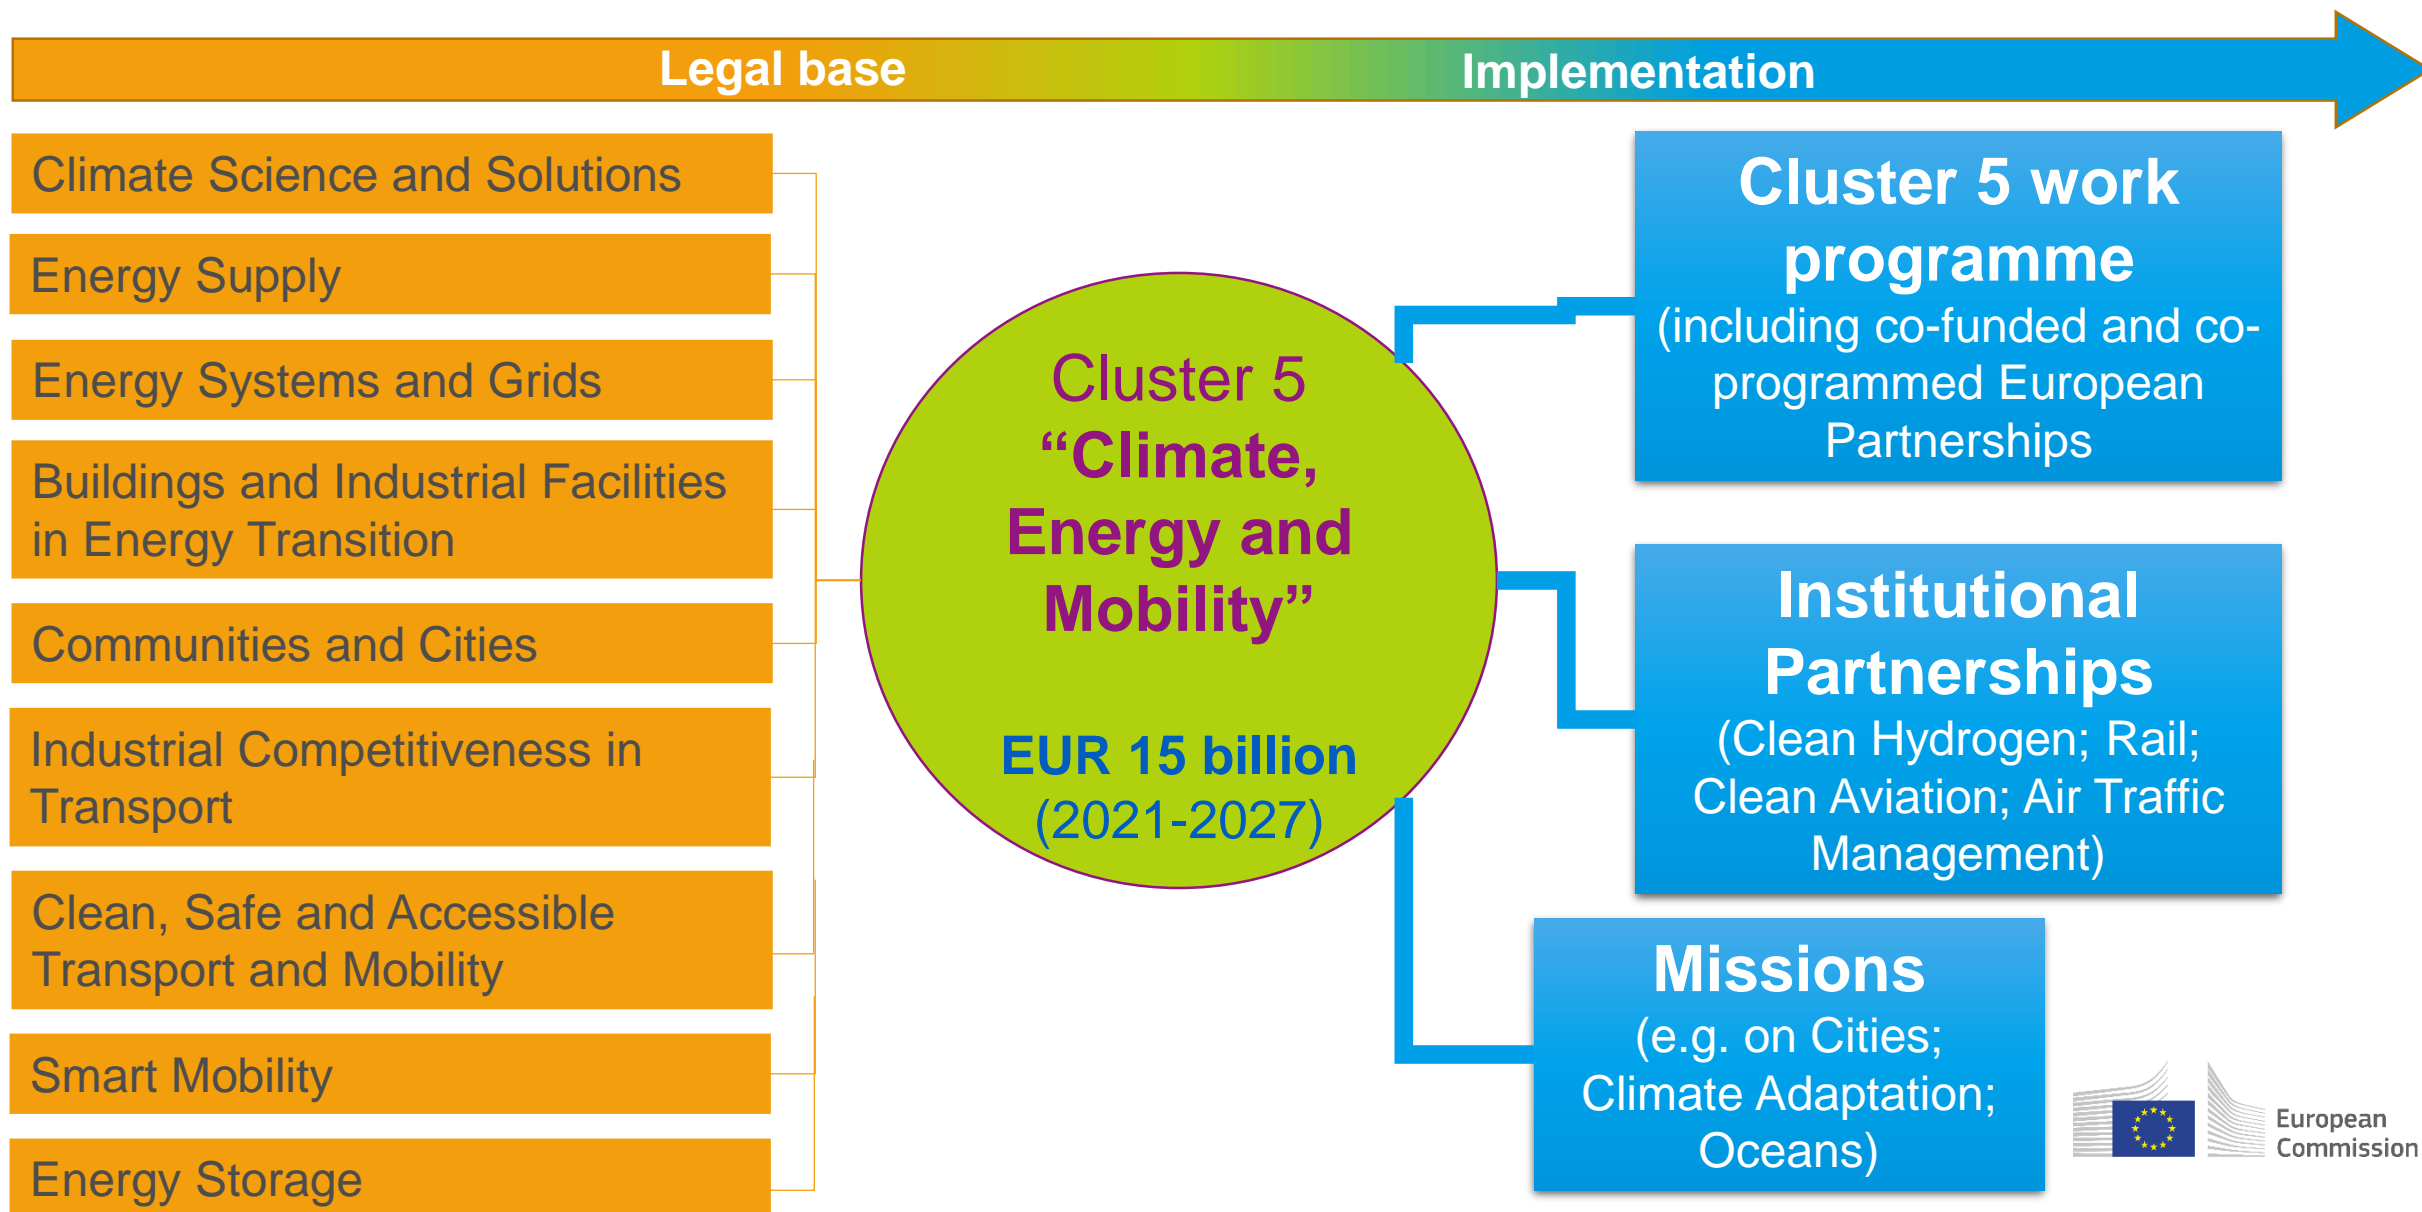 Legal base
Implementation
Climate Science and Solutions
Energy Supply
Energy Systems and Grids
Buildings and Industrial Facilities
in Energy Transition
Communities and Cities
Industrial Competitiveness in
Transport
Clean, Safe and Accessible
Transport and Mobility
Smart Mobility
Energy Storage
Cluster 5
“Climate,
Energy and
Mobility”
EUR 15 billion
(2021-2027)
Cluster 5 work
programme
(including co-funded and co-
programmed European
Partnerships
Institutional
Partnerships
(Clean Hydrogen; Rail;
Clean Aviation; Air Traffic
Management)
Missions
(e.g. on Cities;
Climate Adaptation;
Oceans)
European
Commission